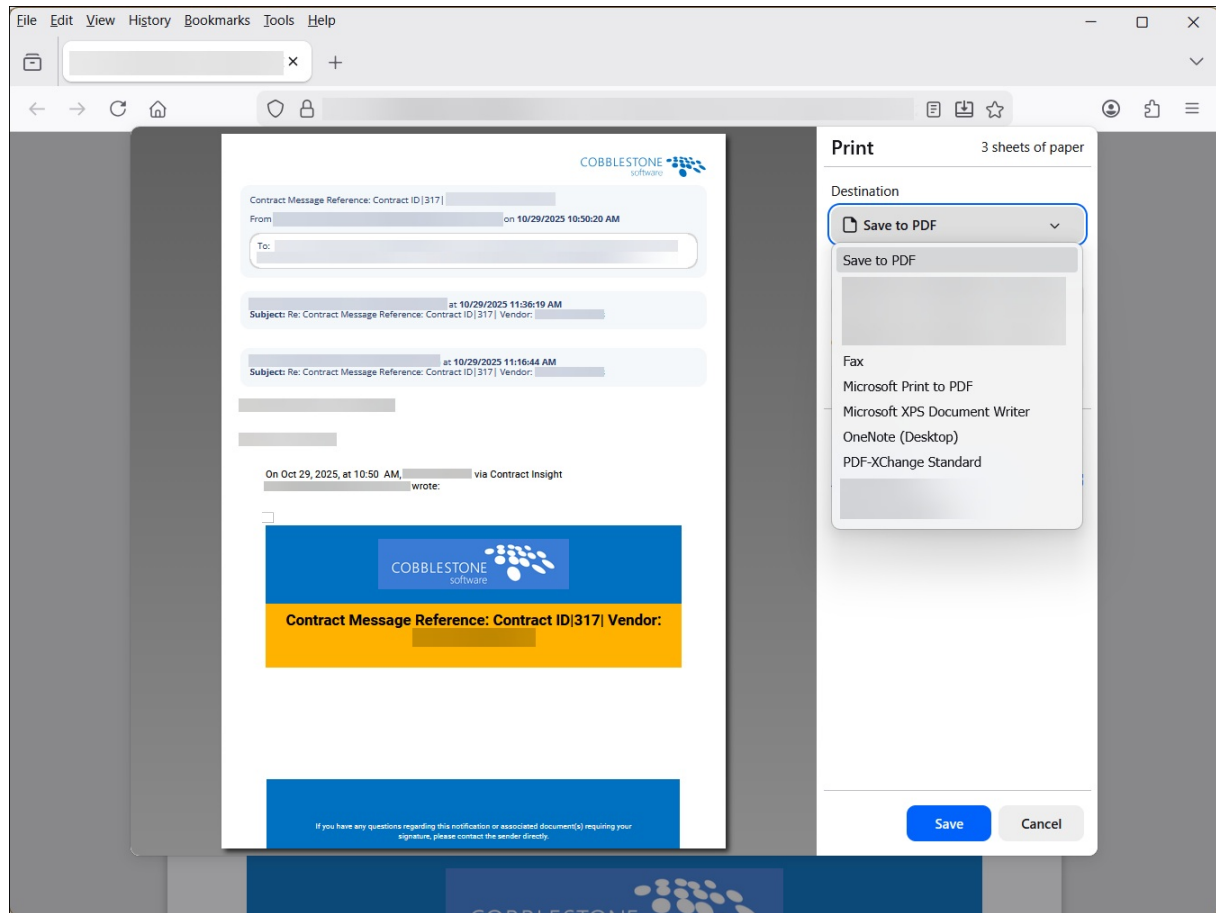 File Edit View History Bookmarks Tools Help
COBBLESTONE
software
Contract Message Reference: Contract ID|317|
From on 10/29/2025 10:50:20 AM
To:
at 10/29/2025 11:36:19 AM
Subject: Re: Contract Message Reference: Contract ID|317| Vendor:
at 10/29/2025 11:16:44 AM
Subject: Re: Contract Message Reference: Contract ID|317| Vendor:
On Oct 29, 2025, at 10:50 AM, via Contract Insight
wrote:
COBBLESTONE
software
Contract Message Reference: Contract ID|317| Vendor:
If you have any questions regarding this notification or associated document(s) requiring your
signature, please contact the sender directly.
Print 3 sheets of paper
Destination
Save to PDF
Save to PDF
Fax
Microsoft Print to PDF
Microsoft XPS Document Writer
OneNote (Desktop)
PDF-XChange Standard
Save Cancel
COBBLESTONE